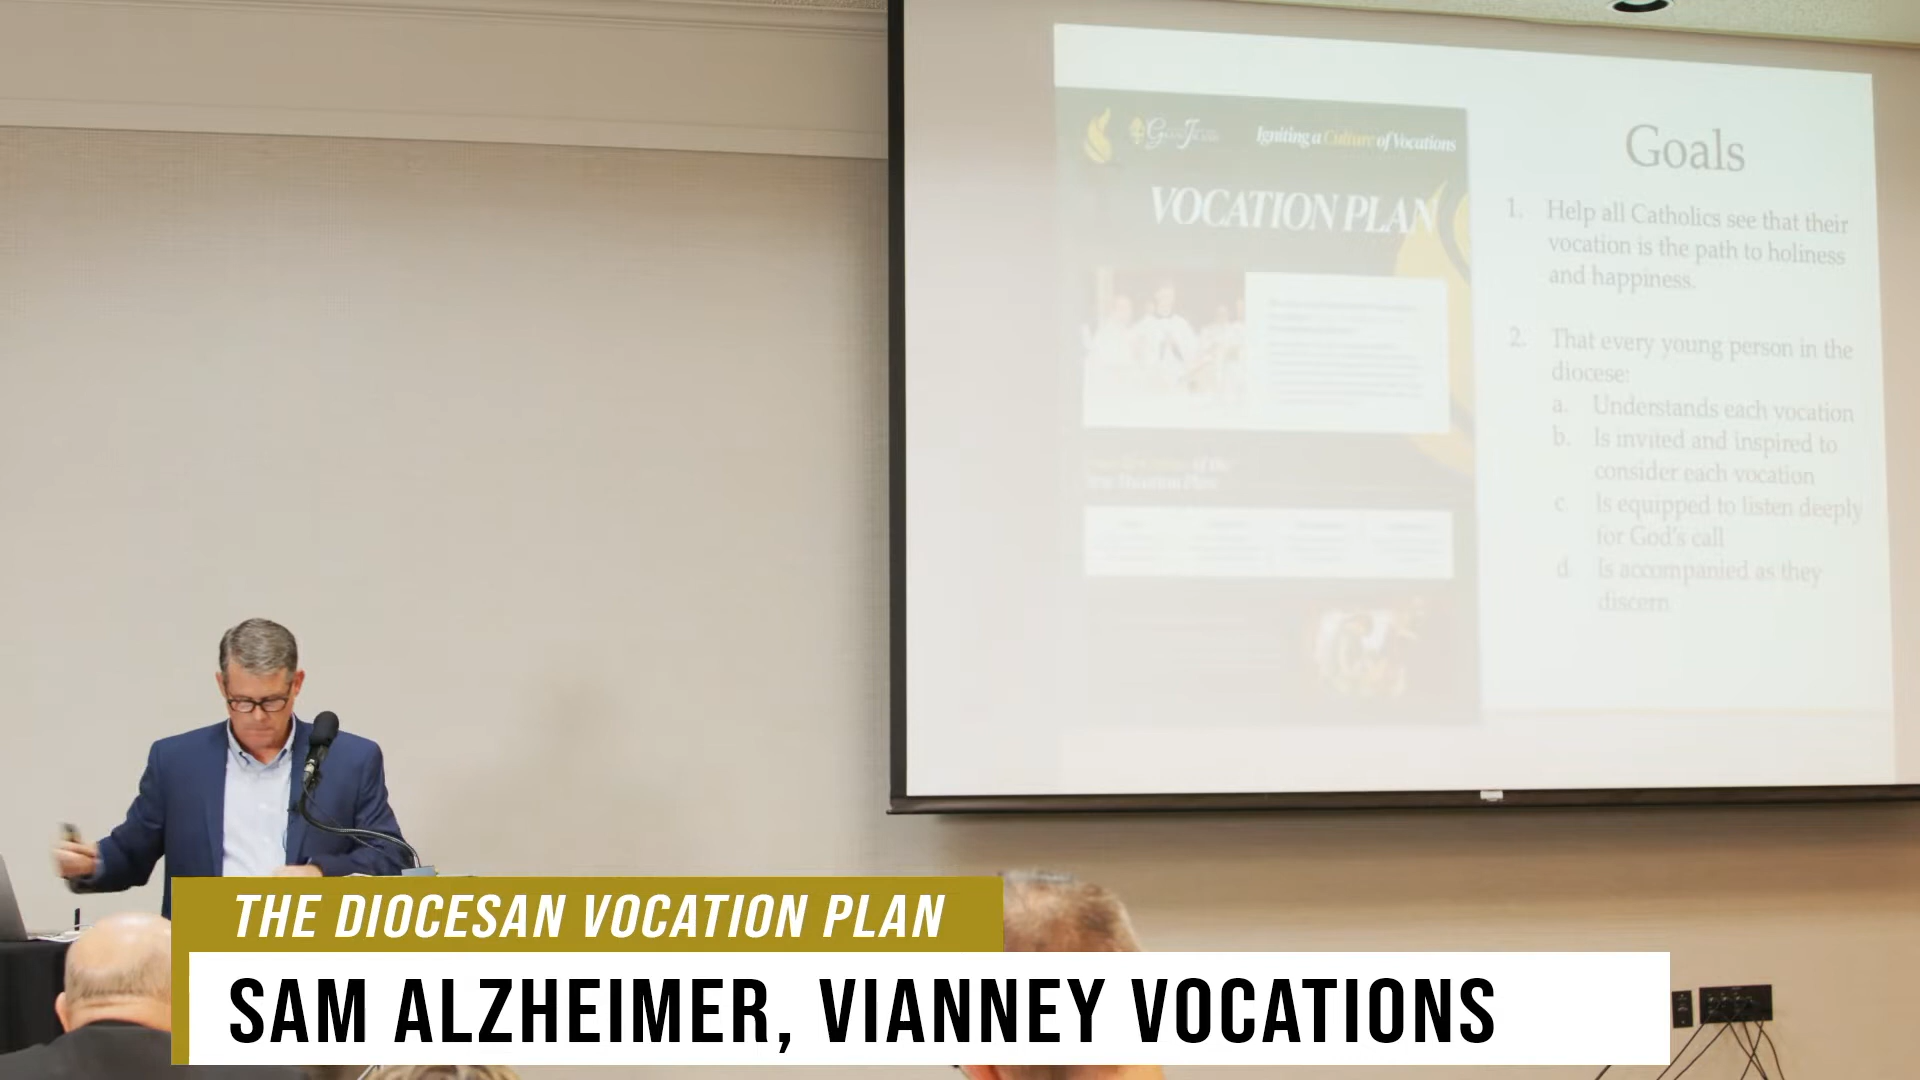 Igniting a Culture of Vocations
VOCATION PLAN
Goals
1. Help all Catholics see that their
vocation is the path to holiness
and happiness.
2. That every young person in the
diocese:
a. Understands each vocation
b. Is invited and inspired to
consider each vocation
c. Is equipped to listen deeply
for God's call
d. Is accompanied as they
discern
THE DIOCESAN VOCATION PLAN
SAM ALZHEIMER, VIANNEY VOCATIONS